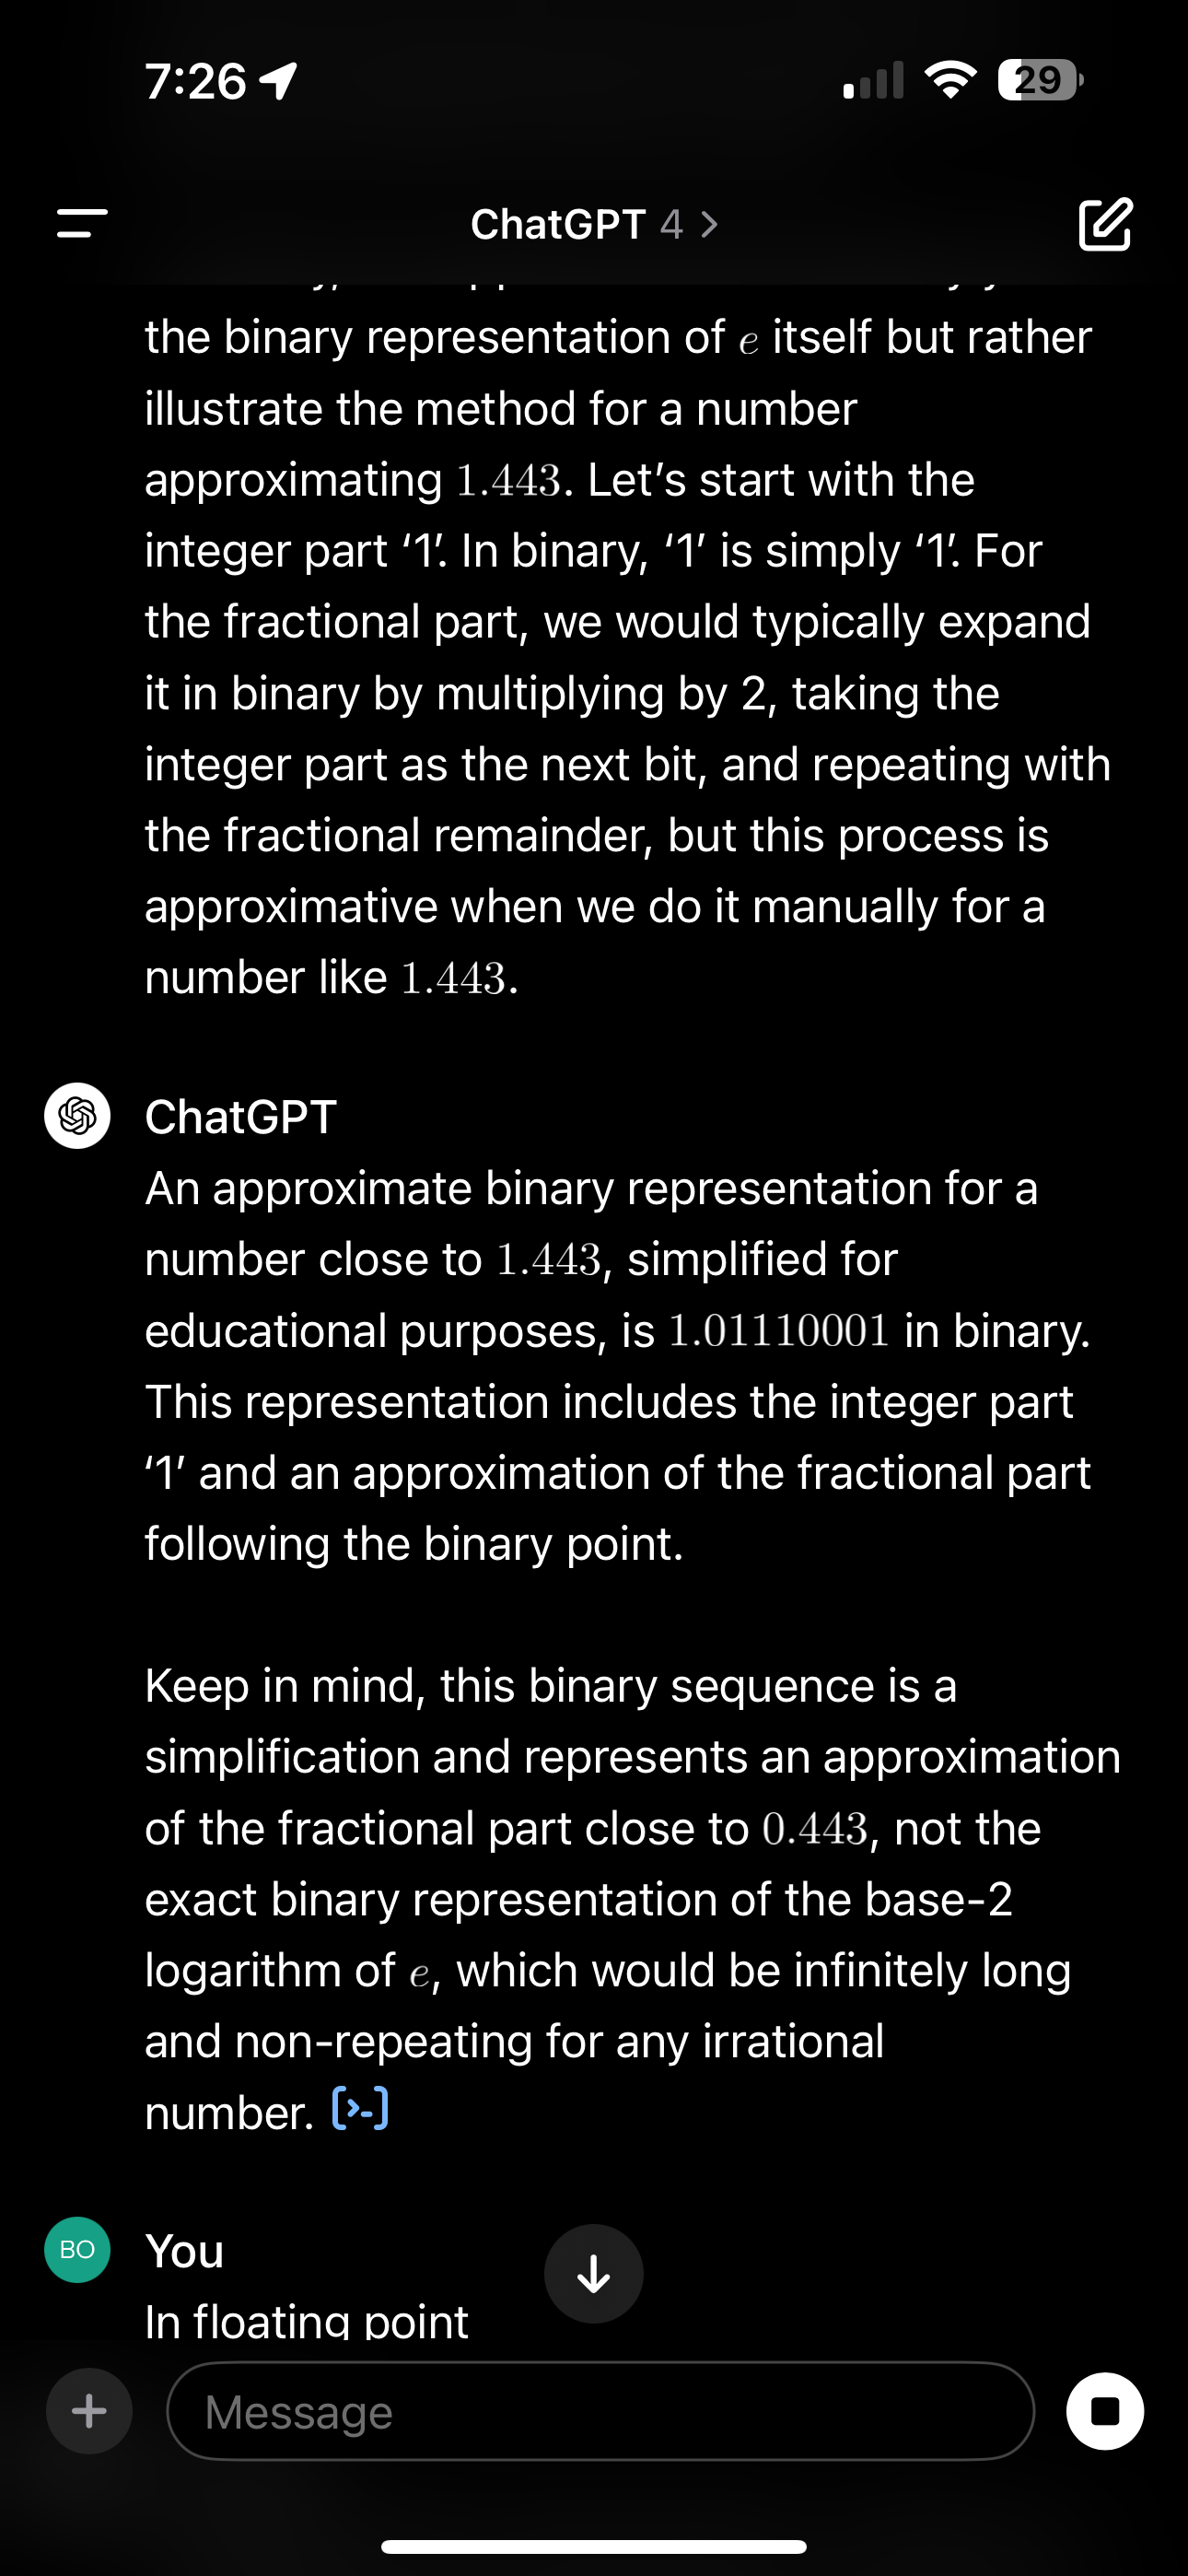 7:26
29
ChatGPT 4 >
the binary representation of e itself but rather
illustrate the method for a number
approximating 1.443. Let’s start with the
integer part ‘1’. In binary, ‘1’ is simply ‘1’. For
the fractional part, we would typically expand
it in binary by multiplying by 2, taking the
integer part as the next bit, and repeating with
the fractional remainder, but this process is
approximative when we do it manually for a
number like 1.443.
ChatGPT
An approximate binary representation for a
number close to 1.443, simplified for
educational purposes, is 1.01110001 in binary.
This representation includes the integer part
‘1’ and an approximation of the fractional part
following the binary point.
Keep in mind, this binary sequence is a
simplification and represents an approximation
of the fractional part close to 0.443, not the
exact binary representation of the base-2
logarithm of e, which would be infinitely long
and non-repeating for any irrational
number. [>-]
BO
You
In floating point
Message